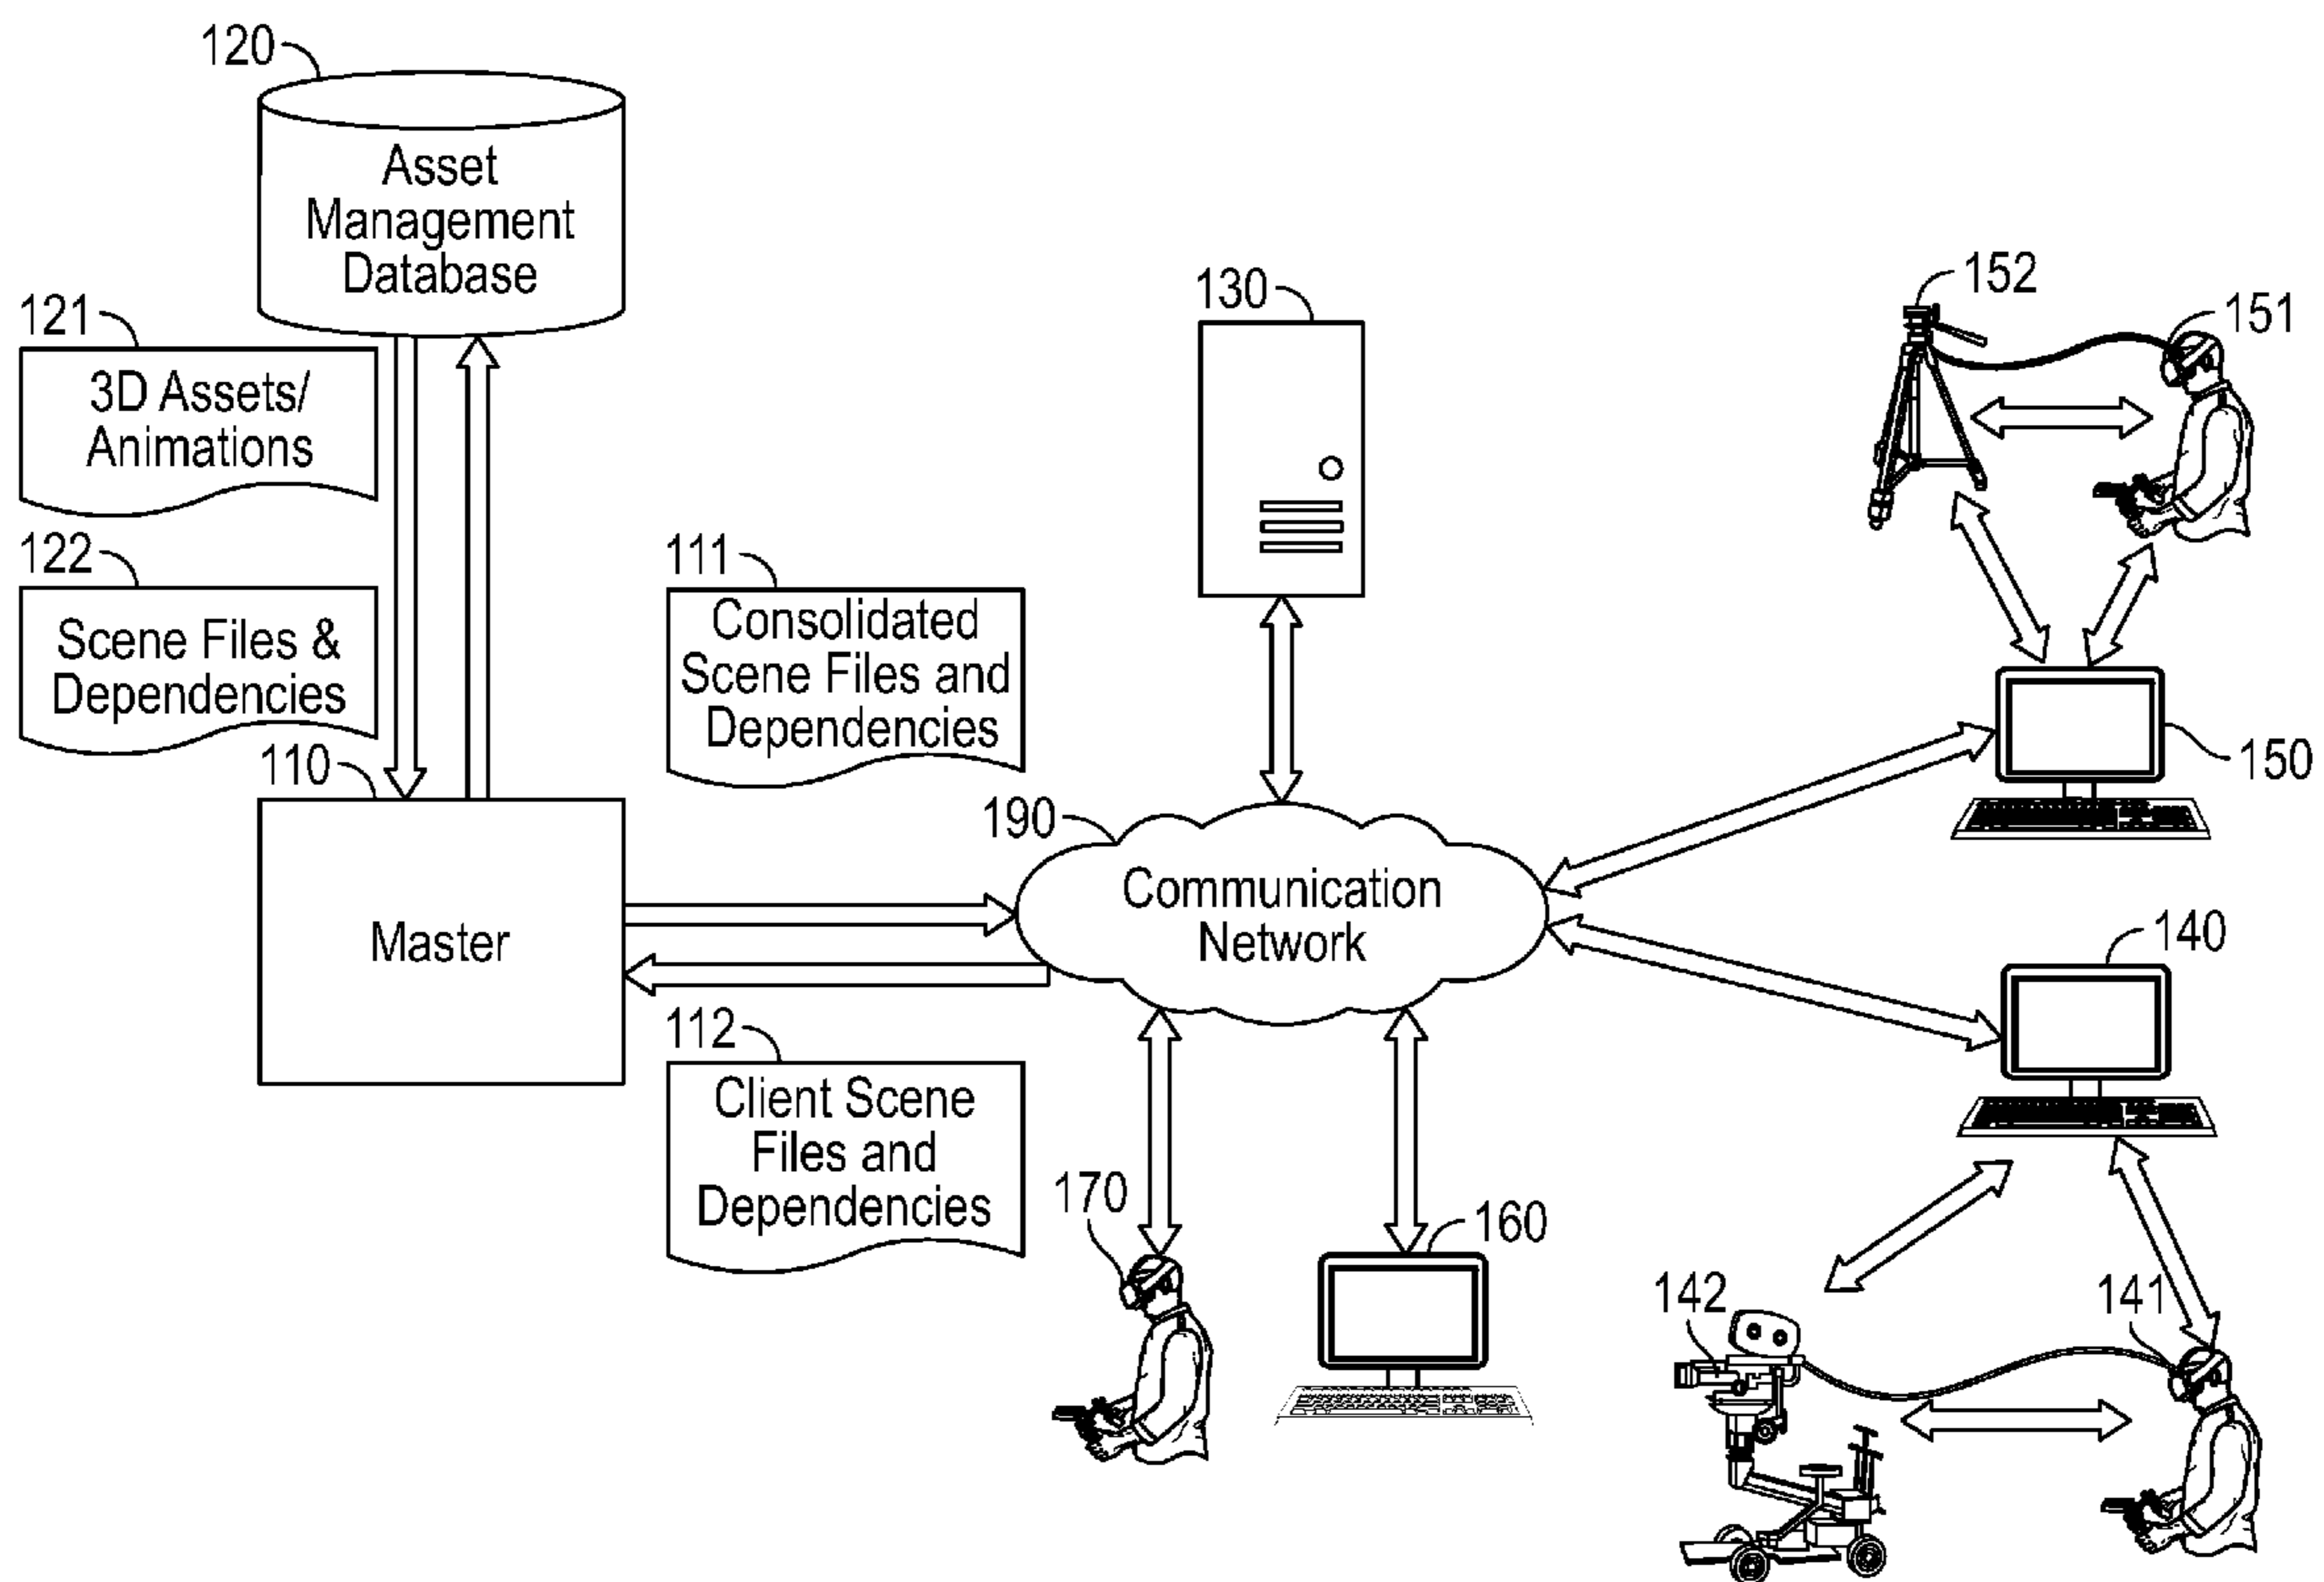 120
Asset
Management
Database
121
3D Assets/
Animations
122
Scene Files &
Dependencies
110
Master
111
Consolidated
Scene Files and
Dependencies
112
Client Scene
Files and
Dependencies
130
190
Communication
Network
152
151
150
140
142
141
170
160